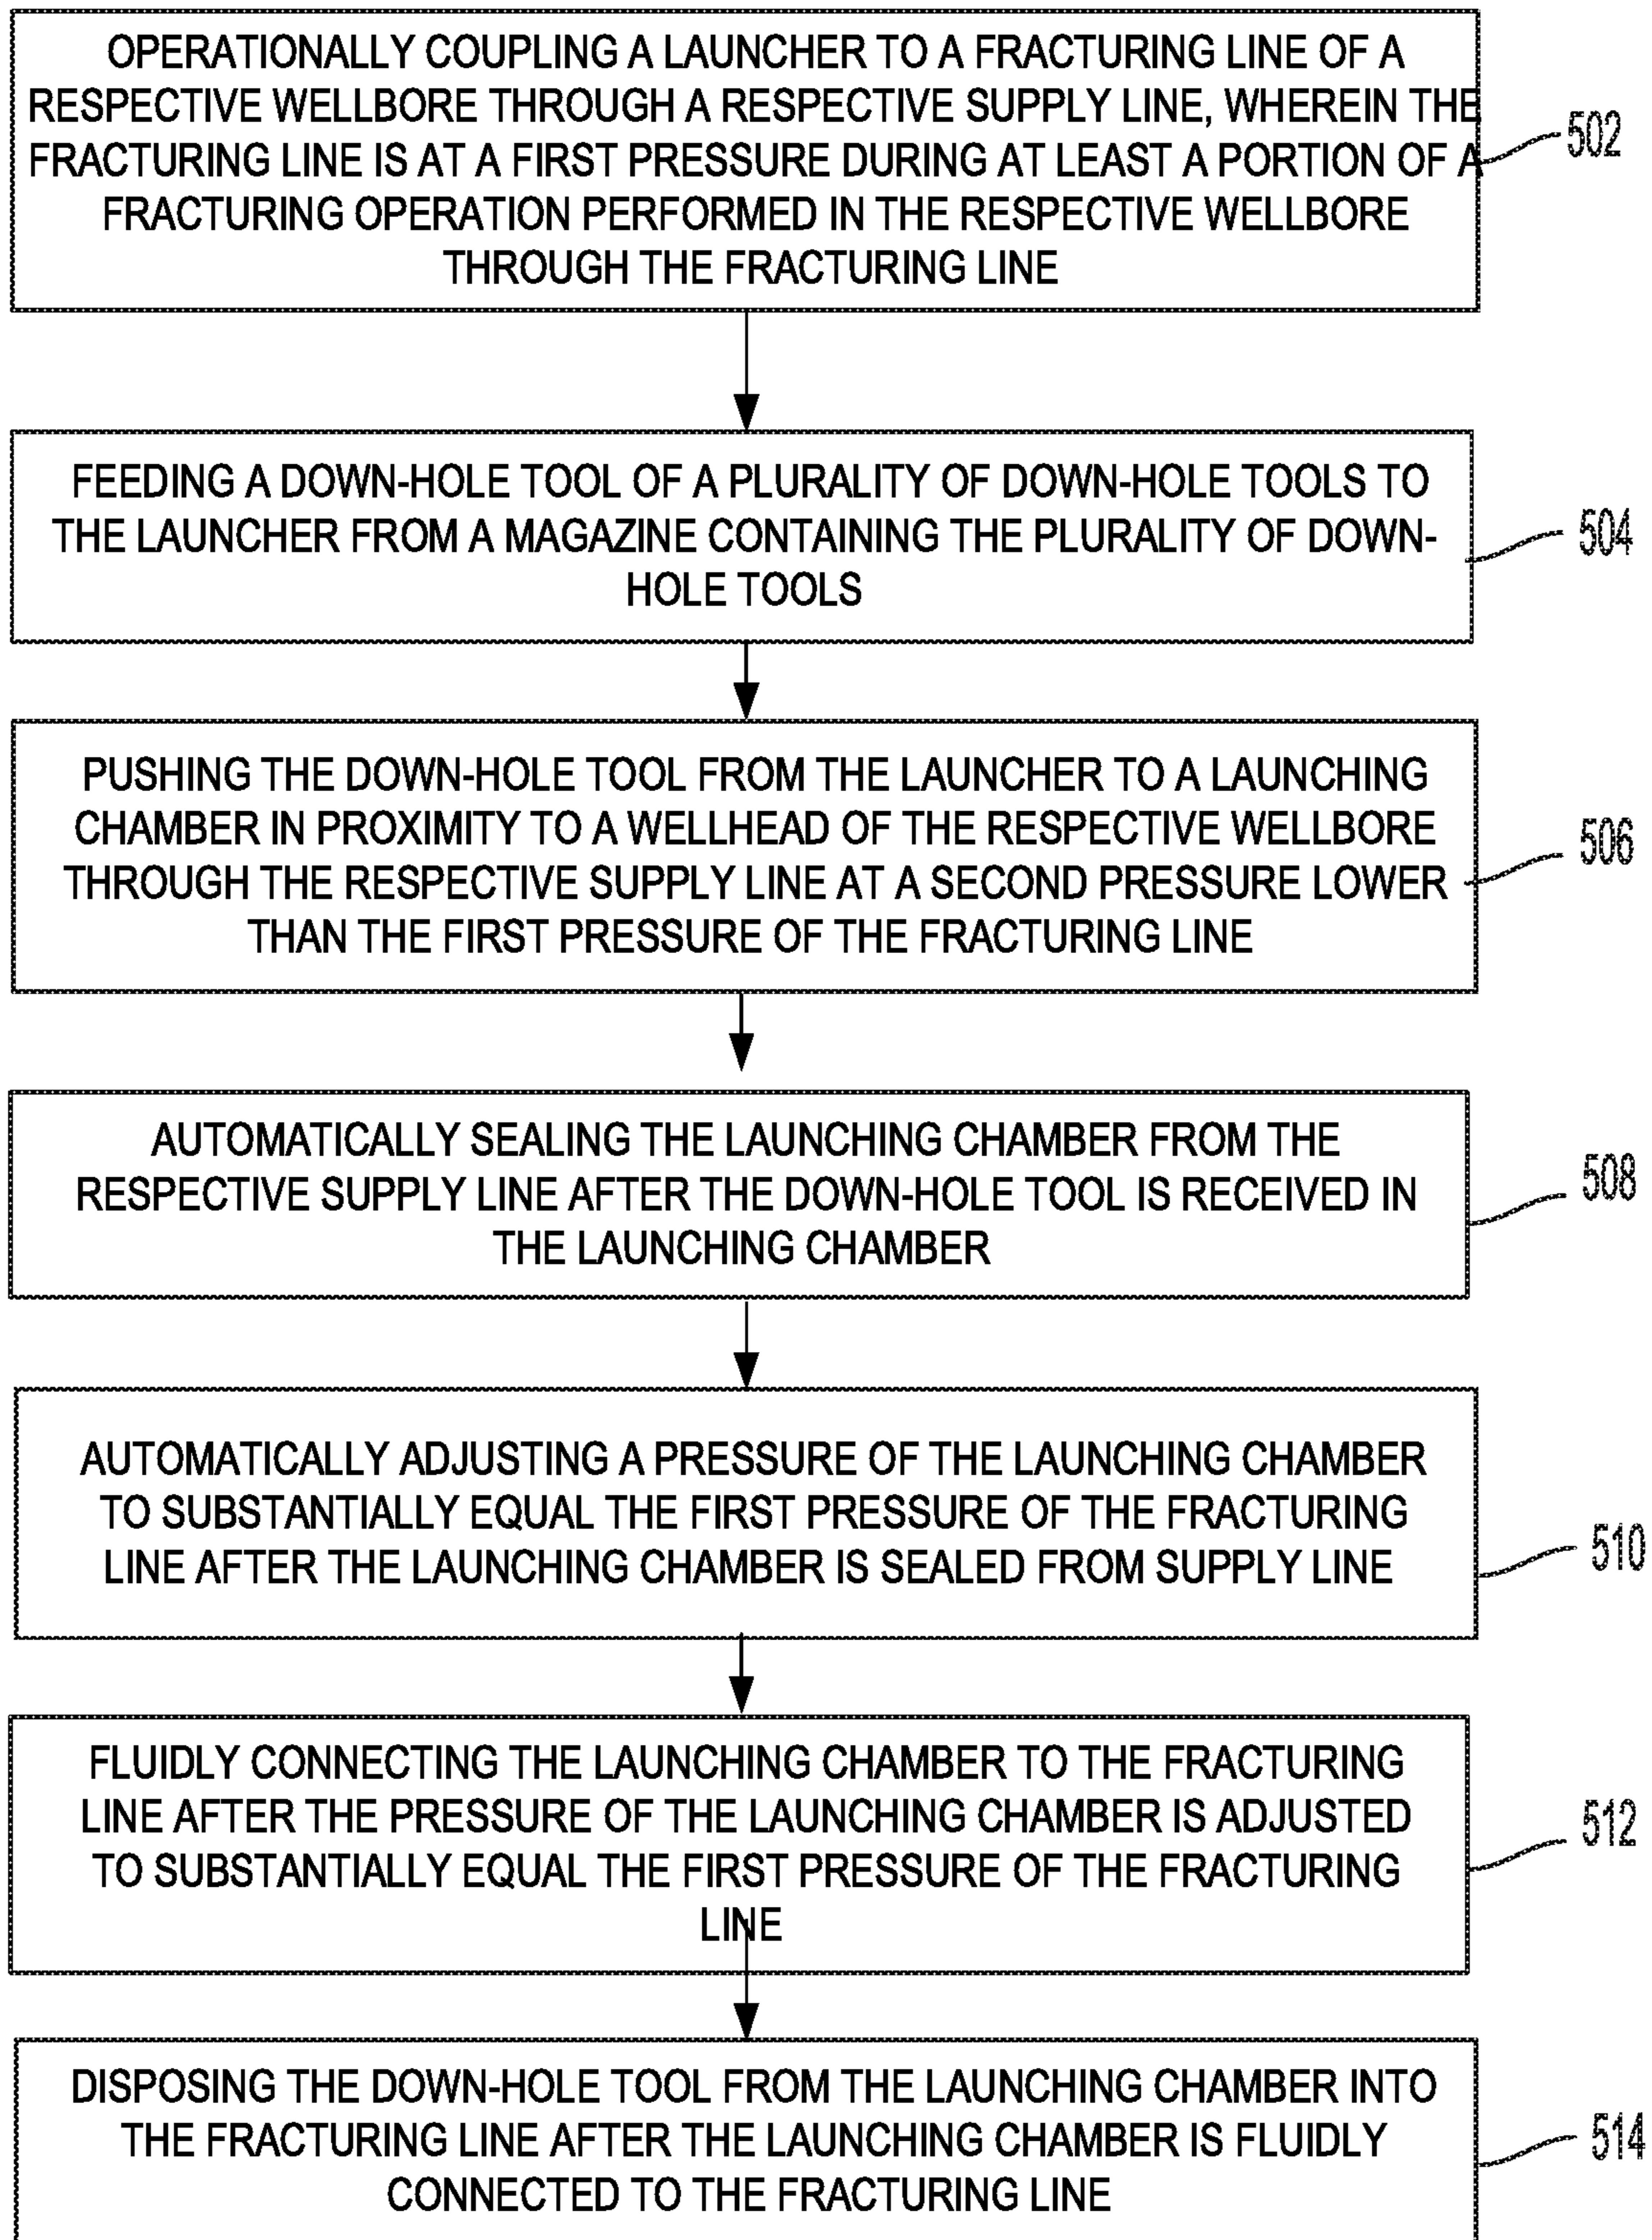 OPERATIONALLY COUPLING A LAUNCHER TO A FRACTURING LINE OF A
RESPECTIVE WELLBORE THROUGH A RESPECTIVE SUPPLY LINE, WHEREIN THE
FRACTURING LINE IS AT A FIRST PRESSURE DURING AT LEAST A PORTION OF A
FRACTURING OPERATION PERFORMED IN THE RESPECTIVE WELLBORE
THROUGH THE FRACTURING LINE
502
FEEDING A DOWN-HOLE TOOL OF A PLURALITY OF DOWN-HOLE TOOLS TO
THE LAUNCHER FROM A MAGAZINE CONTAINING THE PLURALITY OF DOWN-
HOLE TOOLS
504
PUSHING THE DOWN-HOLE TOOL FROM THE LAUNCHER TO A LAUNCHING
CHAMBER IN PROXIMITY TO A WELLHEAD OF THE RESPECTIVE WELLBORE
THROUGH THE RESPECTIVE SUPPLY LINE AT A SECOND PRESSURE LOWER
THAN THE FIRST PRESSURE OF THE FRACTURING LINE
506
AUTOMATICALLY SEALING THE LAUNCHING CHAMBER FROM THE
RESPECTIVE SUPPLY LINE AFTER THE DOWN-HOLE TOOL IS RECEIVED IN
THE LAUNCHING CHAMBER
508
AUTOMATICALLY ADJUSTING A PRESSURE OF THE LAUNCHING CHAMBER
TO SUBSTANTIALLY EQUAL THE FIRST PRESSURE OF THE FRACTURING
LINE AFTER THE LAUNCHING CHAMBER IS SEALED FROM SUPPLY LINE
510
FLUIDLY CONNECTING THE LAUNCHING CHAMBER TO THE FRACTURING
LINE AFTER THE PRESSURE OF THE LAUNCHING CHAMBER IS ADJUSTED
TO SUBSTANTIALLY EQUAL THE FIRST PRESSURE OF THE FRACTURING
LINE
512
DISPOSING THE DOWN-HOLE TOOL FROM THE LAUNCHING CHAMBER INTO
THE FRACTURING LINE AFTER THE LAUNCHING CHAMBER IS FLUIDLY
CONNECTED TO THE FRACTURING LINE
514